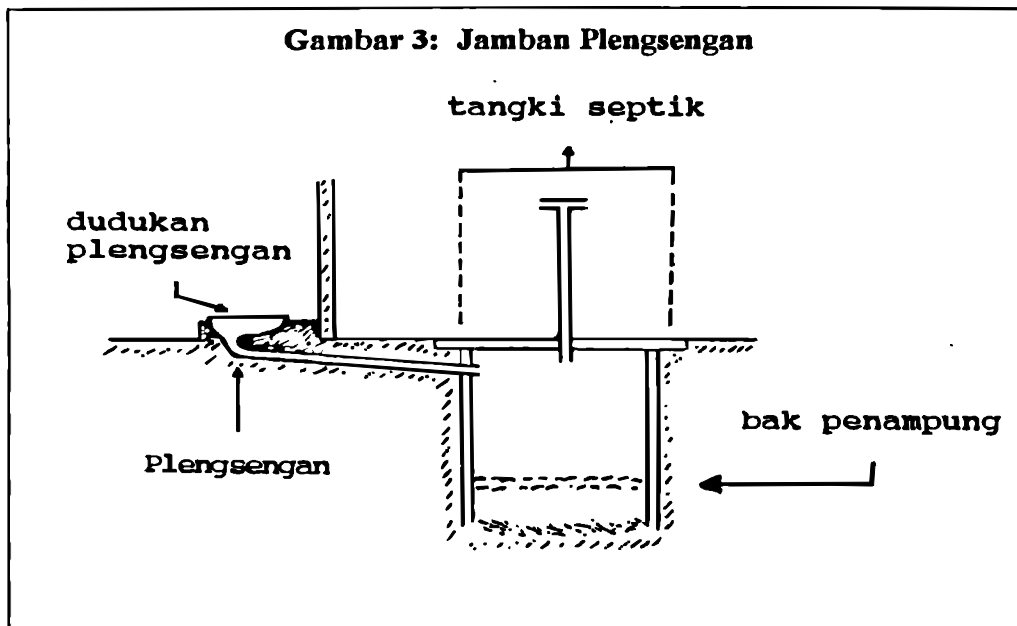 Gambar 3: Jamban Plengsengan
tangki septik
dudukan
plengsengan
bak penampung
Plengsengan